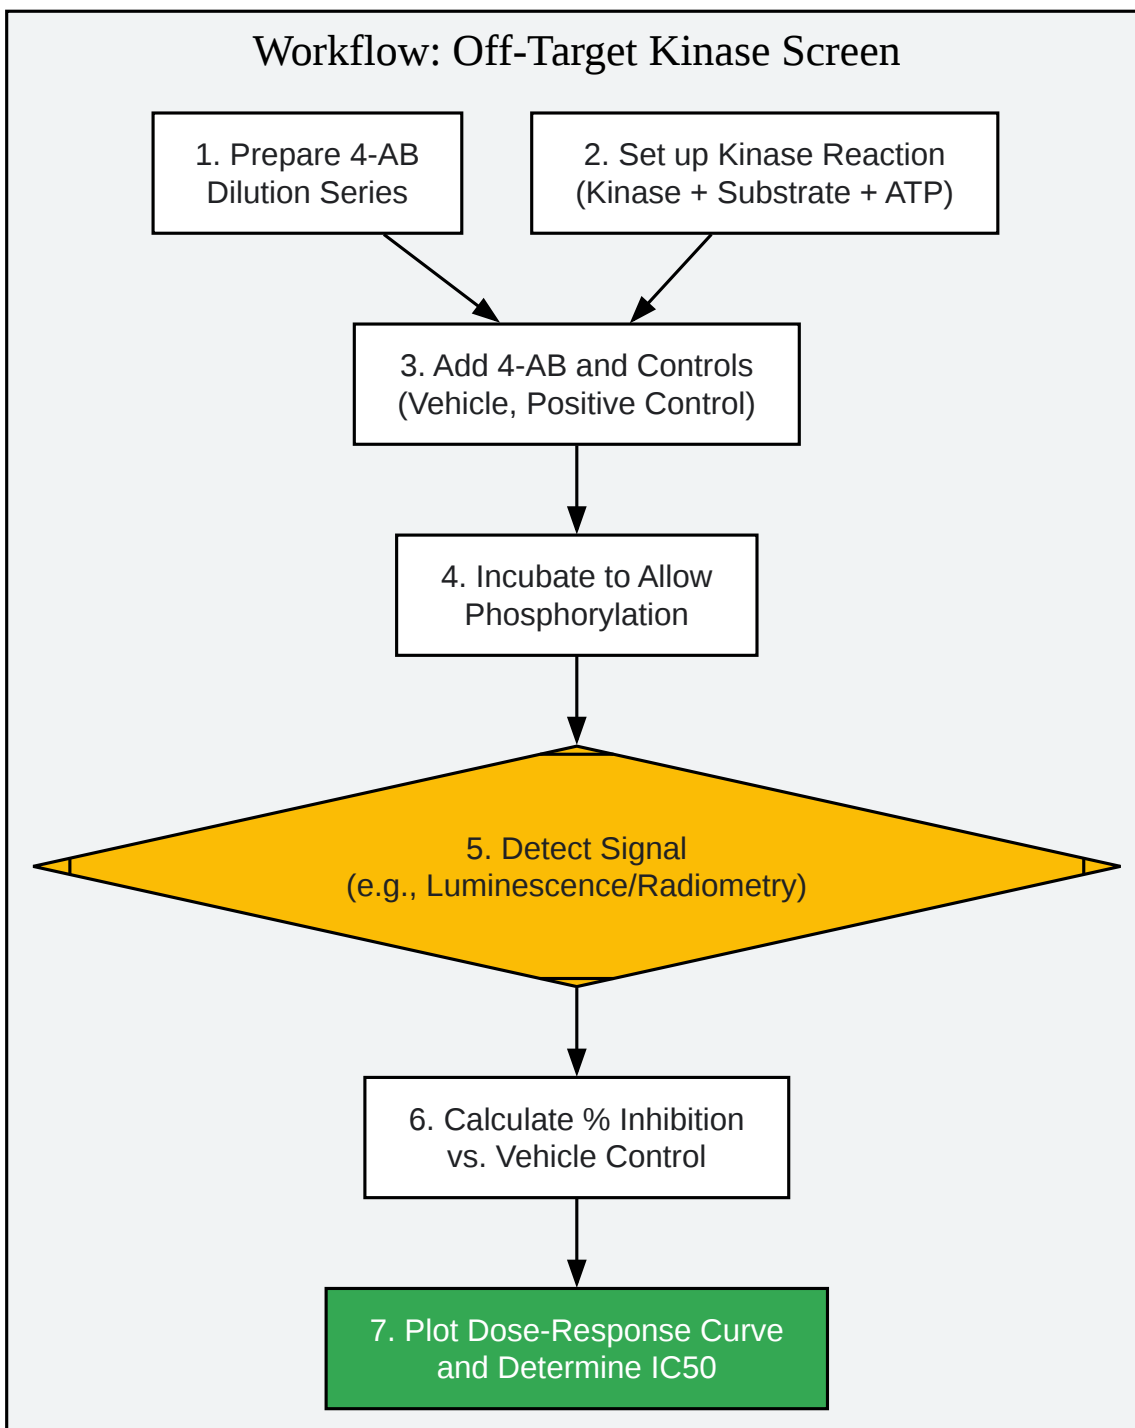 Workflow: Off-Target Kinase Screen
1. Prepare 4-AB
Dilution Series
2. Set up Kinase Reaction
(Kinase + Substrate + ATP)
3. Add 4-AB and Controls
(Vehicle, Positive Control)
4. Incubate to Allow
Phosphorylation
5. Detect Signal
(e.g., Luminescence/Radiometry)
6. Calculate % Inhibition
vs. Vehicle Control
7. Plot Dose-Response Curve
and Determine IC50